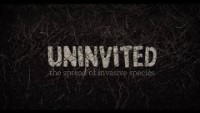 UNINVITED
the spread of invasive species